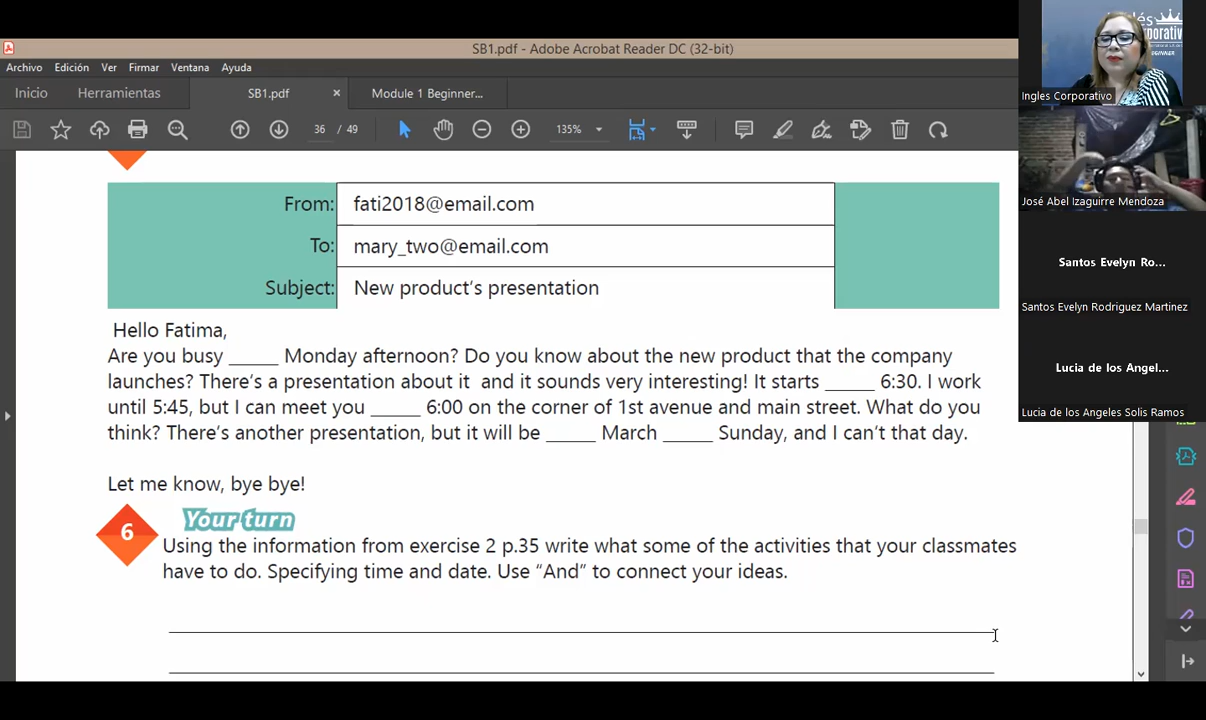 SB1.pdf - Adobe Acrobat Reader DC (32-bit)
Archivo Edición Ver Firmar Ventana Ayuda
Inicio Herramientas SB1.pdf × Module 1 Beginner...
36 / 49 135%
From: fati2018@email.com
To: mary_two@email.com
Subject: New product's presentation
Hello Fatima,
Are you busy _____ Monday afternoon? Do you know about the new product that the company
launches? There's a presentation about it and it sounds very interesting! It starts _____ 6:30. I work
until 5:45, but I can meet you _____ 6:00 on the corner of 1st avenue and main street. What do you
think? There's another presentation, but it will be _____ March _____ Sunday, and I can't that day.
Let me know, bye bye!
6 Your turn
Using the information from exercise 2 p.35 write what some of the activities that your classmates
have to do. Specifying time and date. Use “And” to connect your ideas.
Ingles Corporativo
José Abel Izaguirre Mendoza
Santos Evelyn Ro...
Santos Evelyn Rodriguez Martinez
Lucia de los Angel...
Lucia de los Angeles Solis Ramos